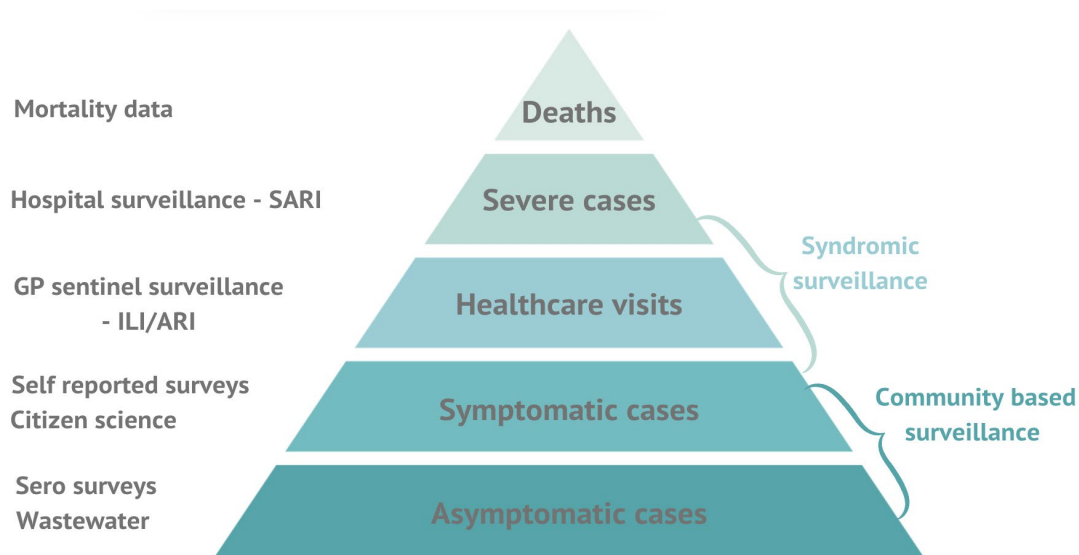 Mortality data
Deaths
Hospital surveillance - SARI
Severe cases
Syndromic
surveillance
GP sentinel surveillance
- ILI/ARI
Healthcare visits
Self reported surveys
Citizen science
Symptomatic cases
Community based
surveillance
Sero surveys
Wastewater
Asymptomatic cases